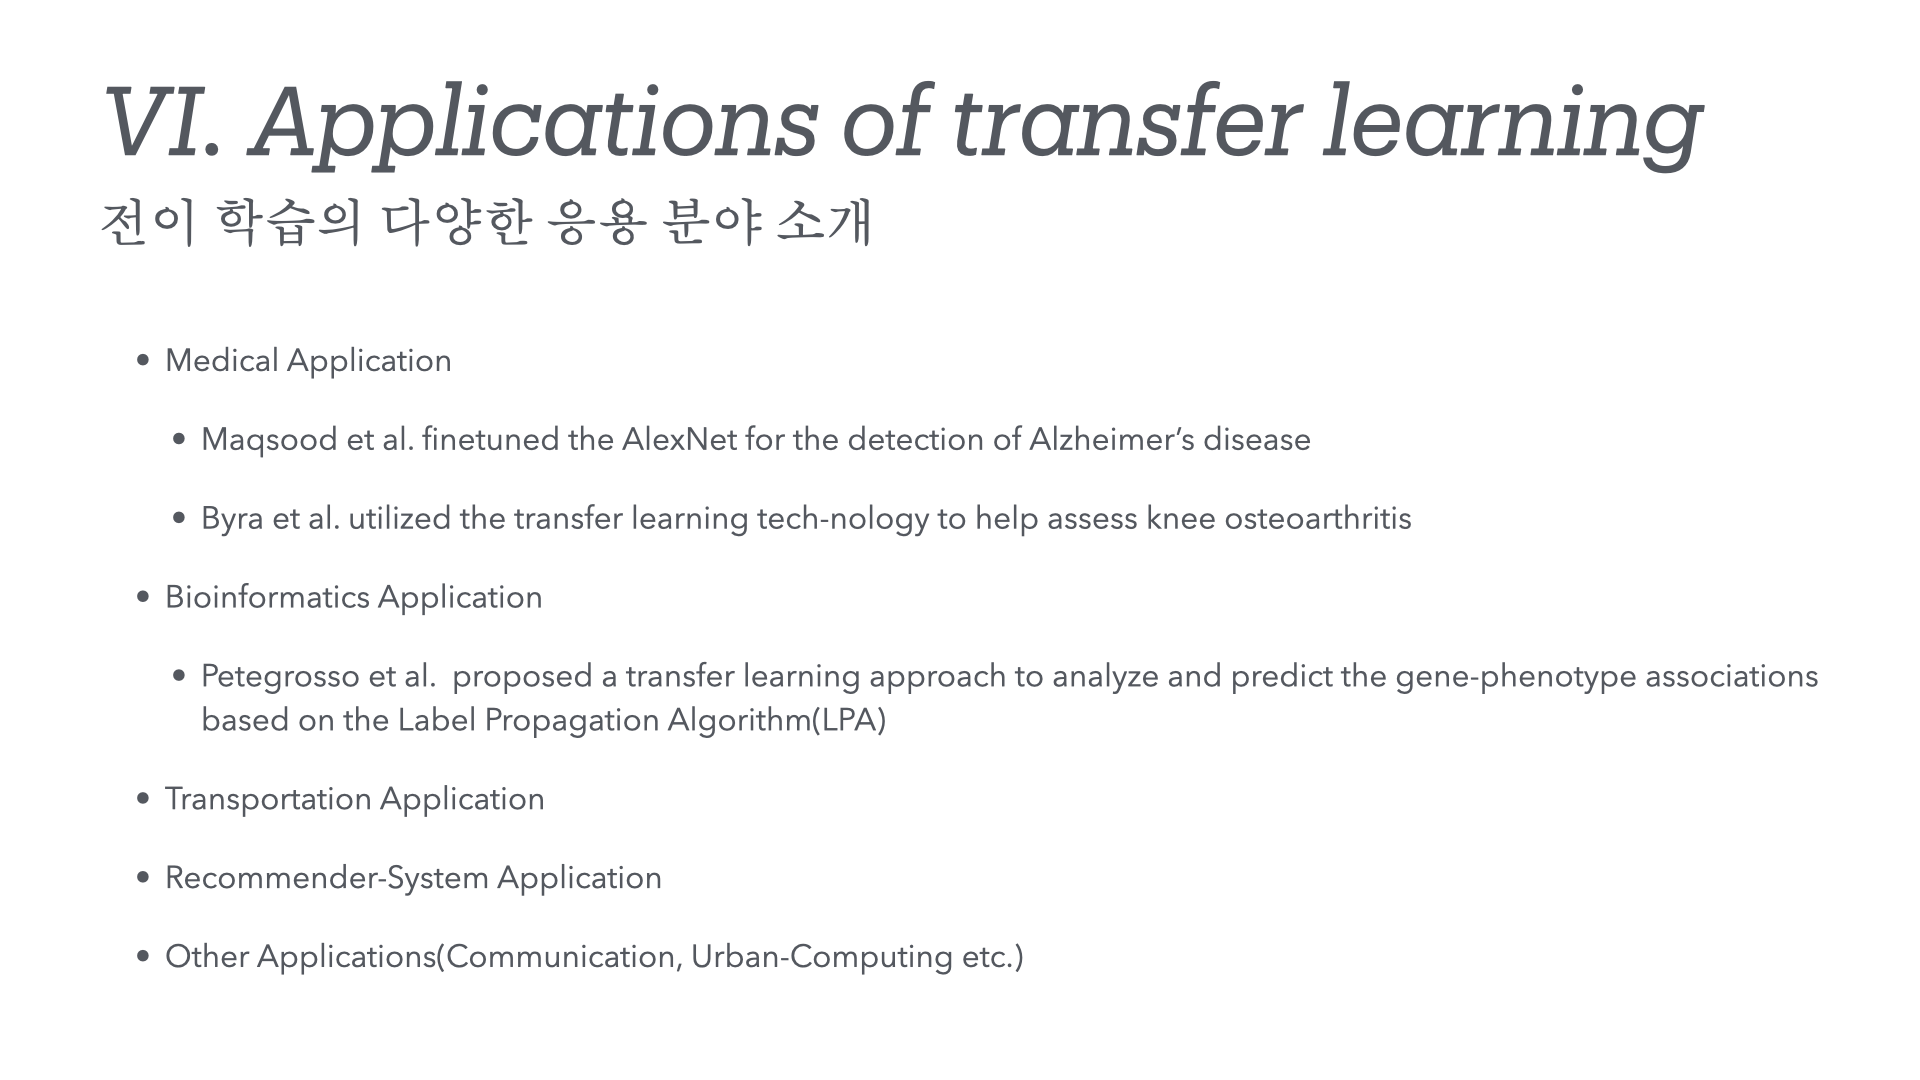 VI. Applications of transfer learning
전이 학습의 다양한 응용 분야 소개
• Medical Application
• Maqsood et al. finetuned the AlexNet for the detection of Alzheimer’s disease
• Byra et al. utilized the transfer learning tech-nology to help assess knee osteoarthritis
• Bioinformatics Application
• Petegrosso et al.  proposed a transfer learning approach to analyze and predict the gene-phenotype associations
based on the Label Propagation Algorithm(LPA)
• Transportation Application
• Recommender-System Application
• Other Applications(Communication, Urban-Computing etc.)